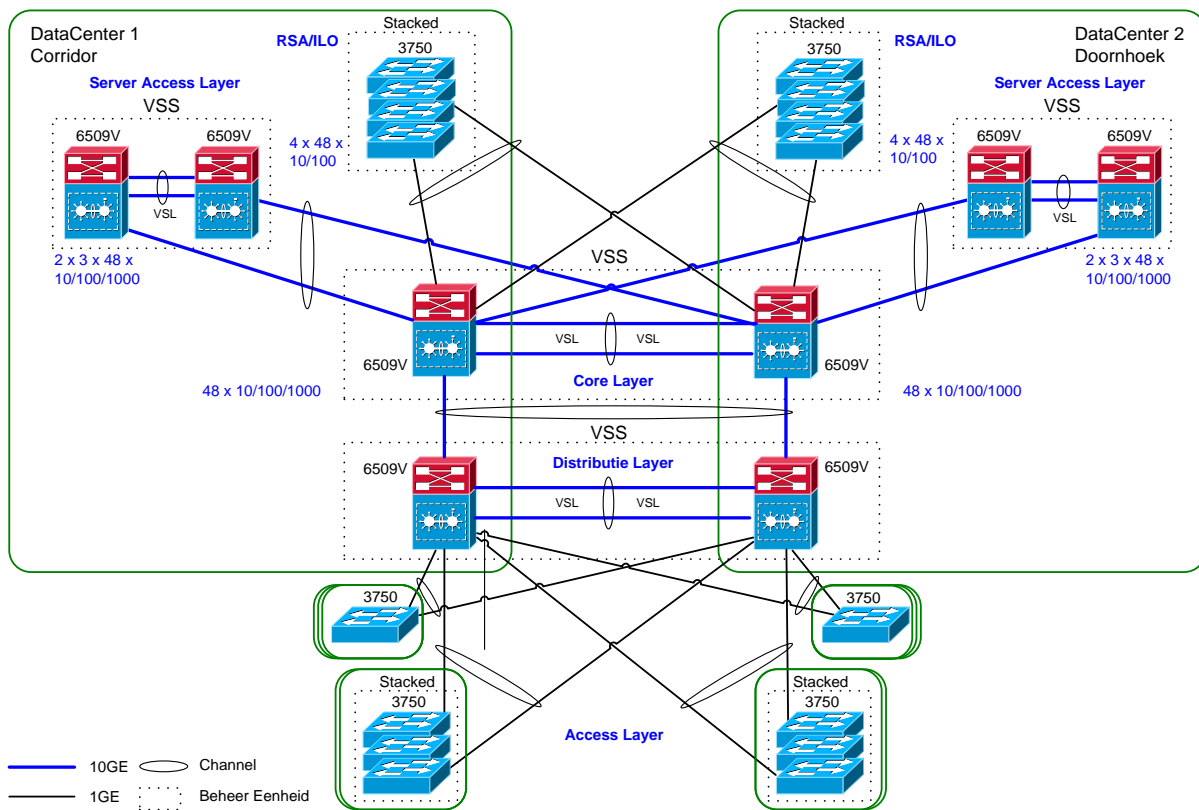 DataCenter 1
Corridor
RSA/ILO
Stacked
3750
Server Access Layer
VSS
6509V
6509V
VSL
4 x 48 x
10/100
2 x 3 x 48 x
10/100/1000
Stacked
3750
RSA/ILO
DataCenter 2
Doornhoek
Server Access Layer
VSS
4 x 48 x
10/100
6509V
6509V
VSL
2 x 3 x 48 x
10/100/1000
VSS
VSL
VSL
6509V
6509V
Core Layer
48 x 10/100/1000
48 x 10/100/1000
VSS
6509V
Distributie Layer
6509V
VSL
VSL
3750
3750
Stacked
3750
Stacked
3750
Access Layer
10GE
Channel
1GE
Beheer Eenheid